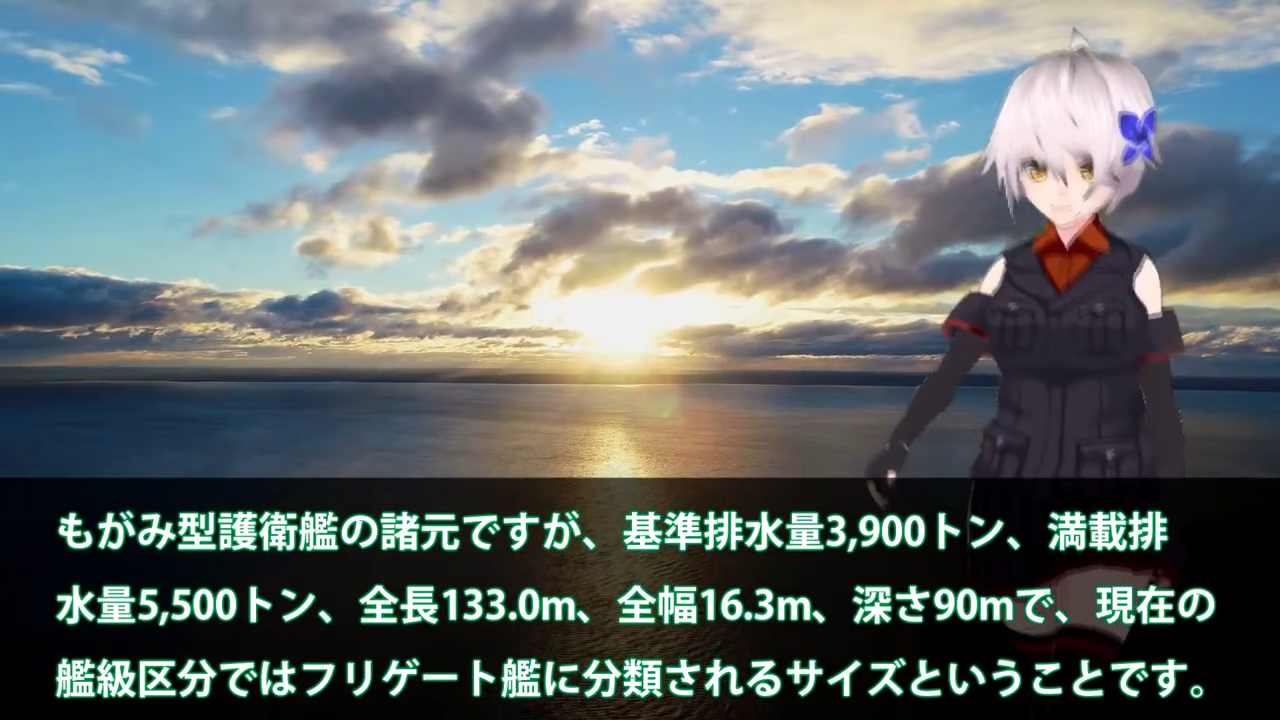 もがみ型護衛艦の諸元ですが、基準排水量3,900トン、満載排
水量5,500トン、全長133.0m、全幅16.3m、深さ90mで、現在の
艦級区分ではフリゲート艦に分類されるサイズということです。